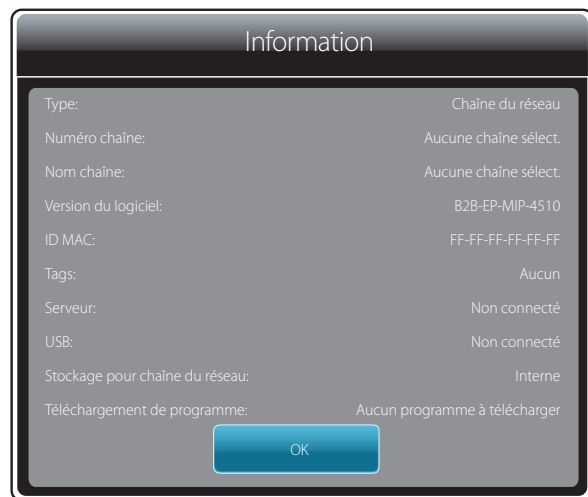 Information
Type: Chaîne du réseau
Numéro chaîne: Aucune chaîne sélect.
Nom chaîne: Aucune chaîne sélect.
Version du logiciel: B2B-EP-MIP-4510
ID MAC: FF-FF-FF-FF-FF-FF
Tags: Aucun
Serveur: Non connecté
USB: Non connecté
Stockage pour chaîne du réseau: Interne
Téléchargement de programme: Aucun programme à télécharger
OK